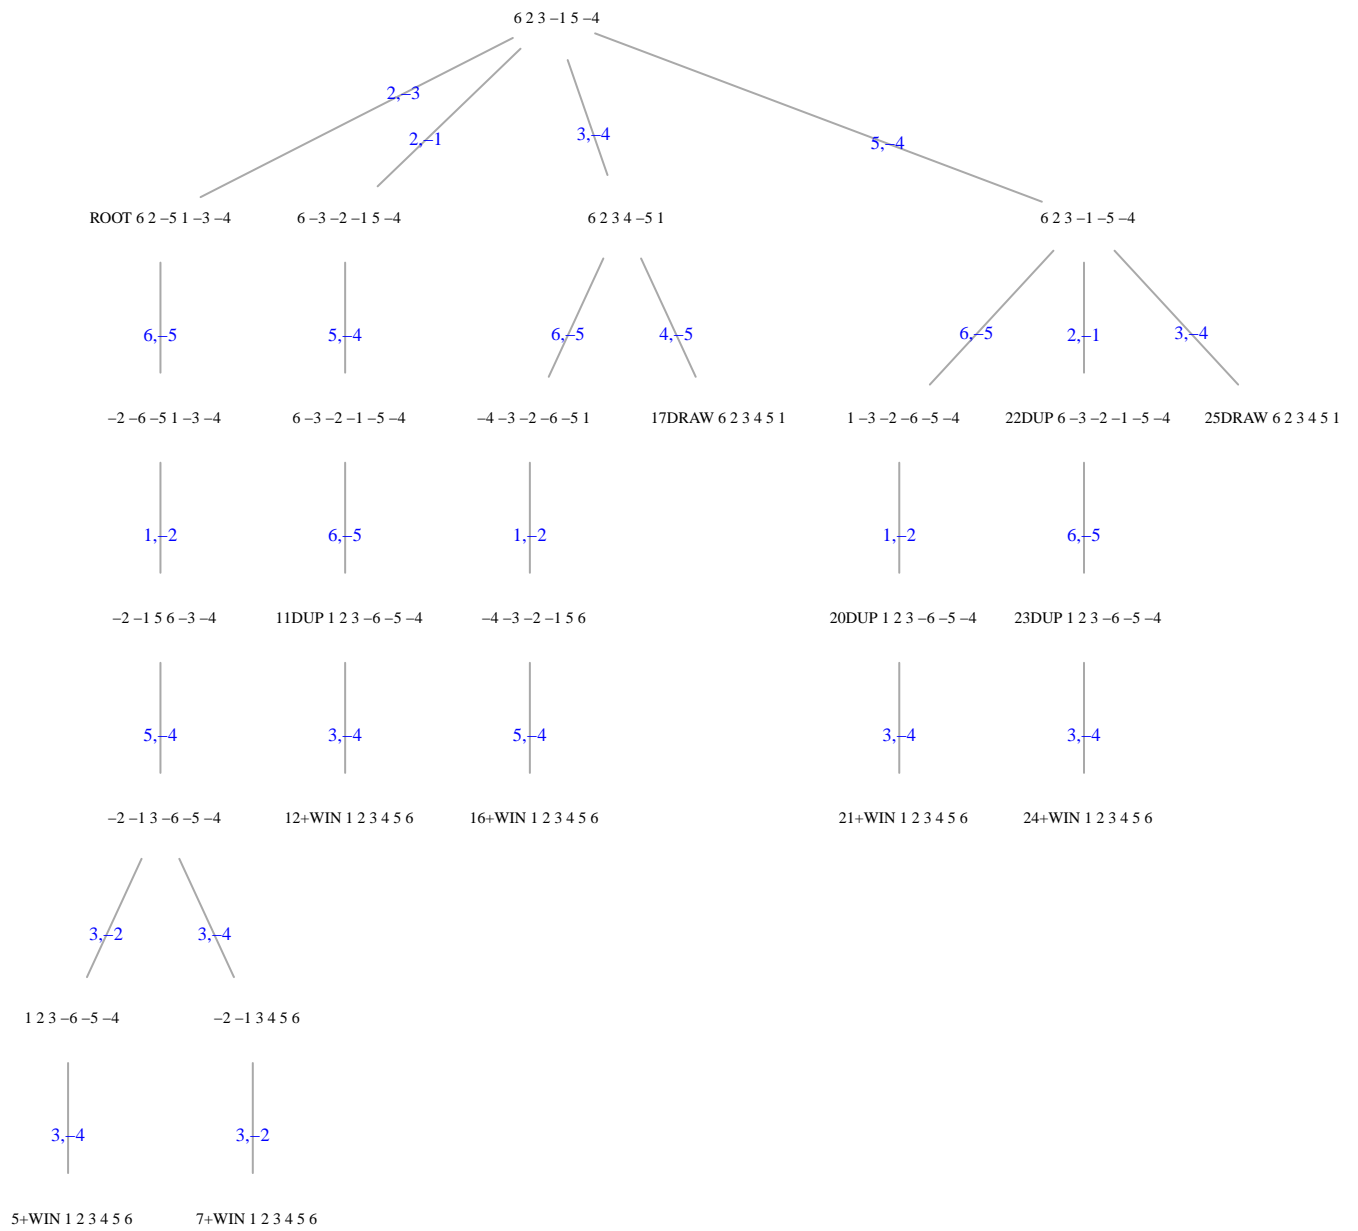 6 2 3 −1 5 −4
2,−3
2,−1
3,−4
5,−4
ROOT 6 2 −5 1 −3 −4
6 −3 −2 −1 5 −4
6 2 3 4 −5 1
6 2 3 −1 −5 −4
6,−5
5,−4
6,−5
4,−5
6,−5
2,−1
3,−4
−2 −6 −5 1 −3 −4
6 −3 −2 −1 −5 −4
−4 −3 −2 −6 −5 1
17DRAW 6 2 3 4 5 1
1 −3 −2 −6 −5 −4
22DUP 6 −3 −2 −1 −5 −4
25DRAW 6 2 3 4 5 1
1,−2
6,−5
1,−2
1,−2
6,−5
−2 −1 5 6 −3 −4
11DUP 1 2 3 −6 −5 −4
−4 −3 −2 −1 5 6
20DUP 1 2 3 −6 −5 −4
23DUP 1 2 3 −6 −5 −4
5,−4
3,−4
5,−4
3,−4
3,−4
−2 −1 3 −6 −5 −4
12+WIN 1 2 3 4 5 6
16+WIN 1 2 3 4 5 6
21+WIN 1 2 3 4 5 6
24+WIN 1 2 3 4 5 6
3,−2
3,−4
1 2 3 −6 −5 −4
−2 −1 3 4 5 6
3,−4
3,−2
5+WIN 1 2 3 4 5 6
7+WIN 1 2 3 4 5 6